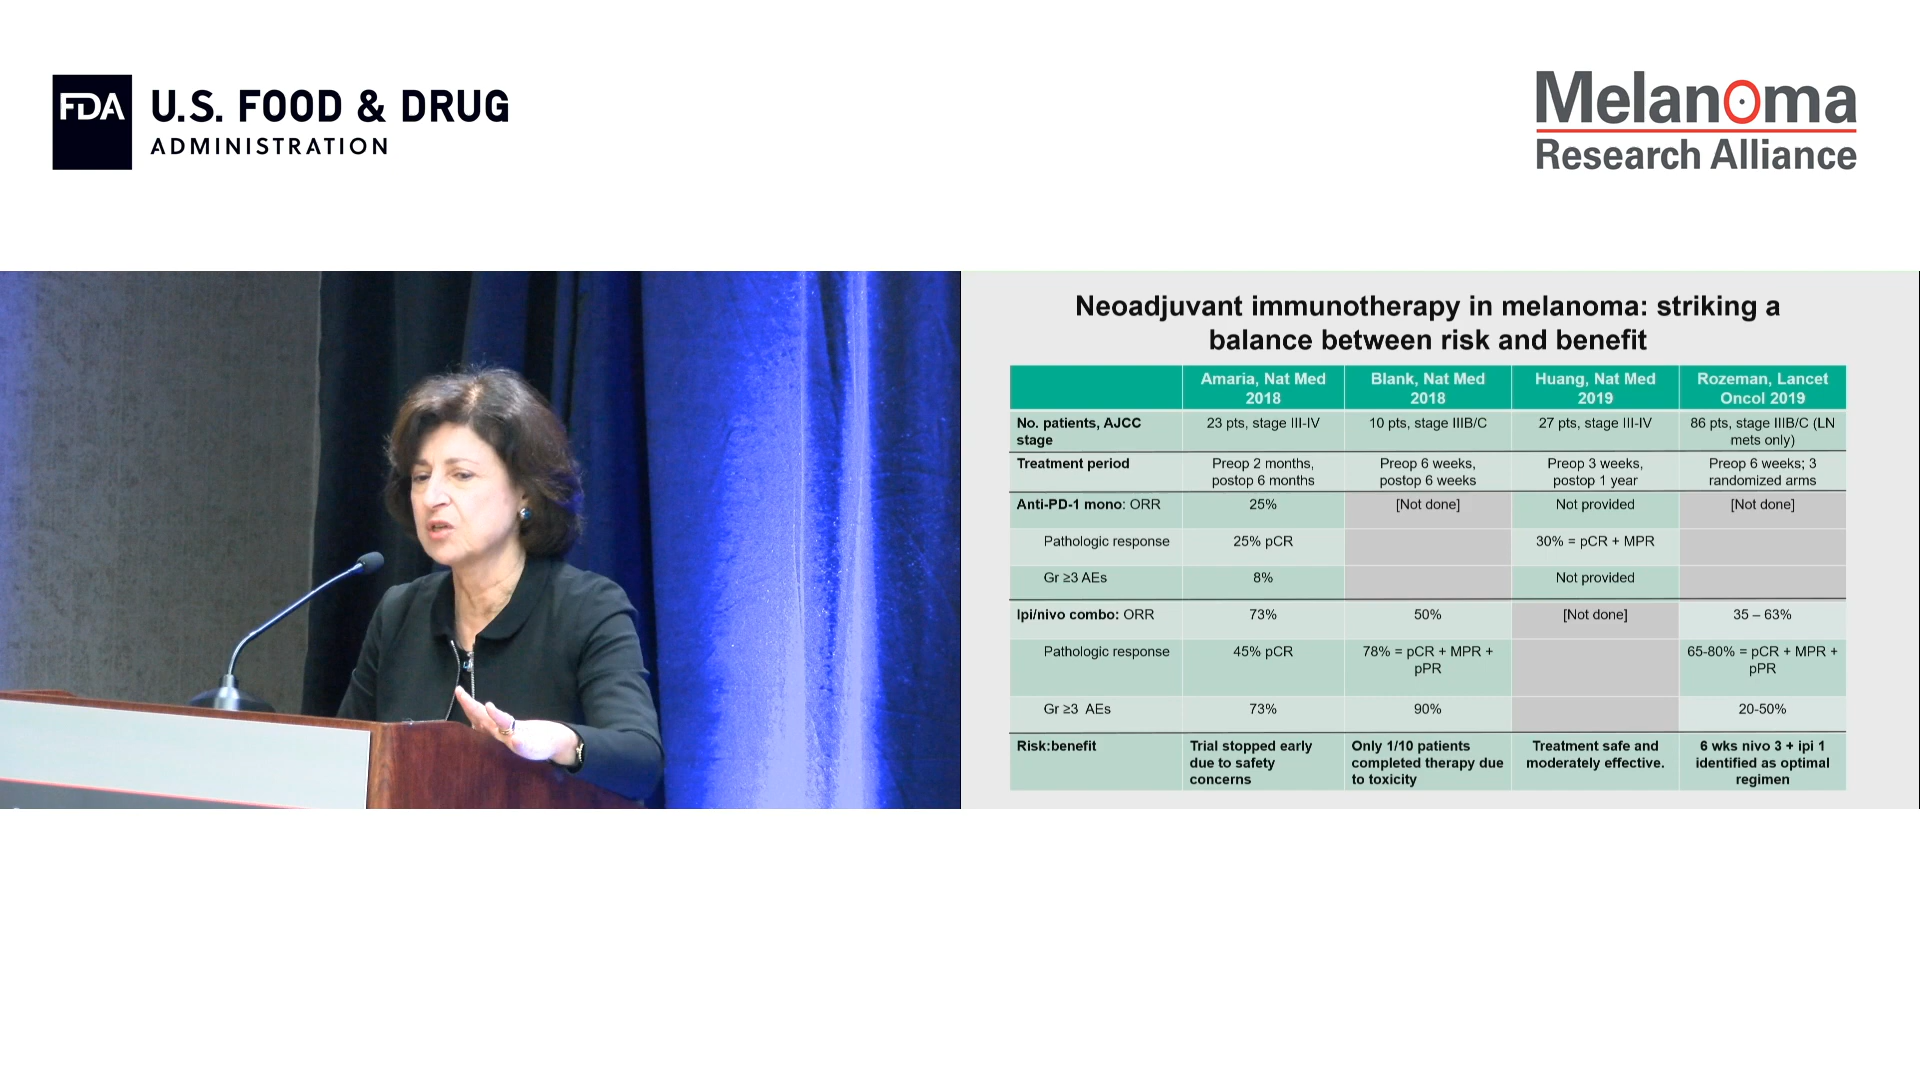 FDA
U.S. FOOD & DRUG
ADMINISTRATION
Melanoma
Research Alliance
Neoadjuvant immunotherapy in melanoma: striking a
balance between risk and benefit
Amaria, Nat Med
2018
Blank, Nat Med
2018
Huang, Nat Med
2019
Rozeman, Lancet
Oncol 2019
No. patients, AJCC
stage
23 pts, stage III-IV
10 pts, stage IIIB/C
27 pts, stage III-IV
86 pts, stage IIIB/C (LN
mets only)
Treatment period
Preop 2 months,
postop 6 months
Preop 6 weeks,
postop 6 weeks
Preop 3 weeks,
postop 1 year
Preop 6 weeks; 3
randomized arms
Anti-PD-1 mono: ORR
25%
[Not done]
Not provided
[Not done]
Pathologic response
25% pCR
30% = pCR + MPR
Gr ≥3 AEs
8%
Not provided
Ipi/nivo combo: ORR
73%
50%
[Not done]
35 – 63%
Pathologic response
45% pCR
78% = pCR + MPR +
pPR
65-80% = pCR + MPR +
pPR
Gr ≥3 AEs
73%
90%
20-50%
Risk:benefit
Trial stopped early
due to safety
concerns
Only 1/10 patients
completed therapy due
to toxicity
Treatment safe and
moderately effective.
6 wks nivo 3 + ipi 1
identified as optimal
regimen